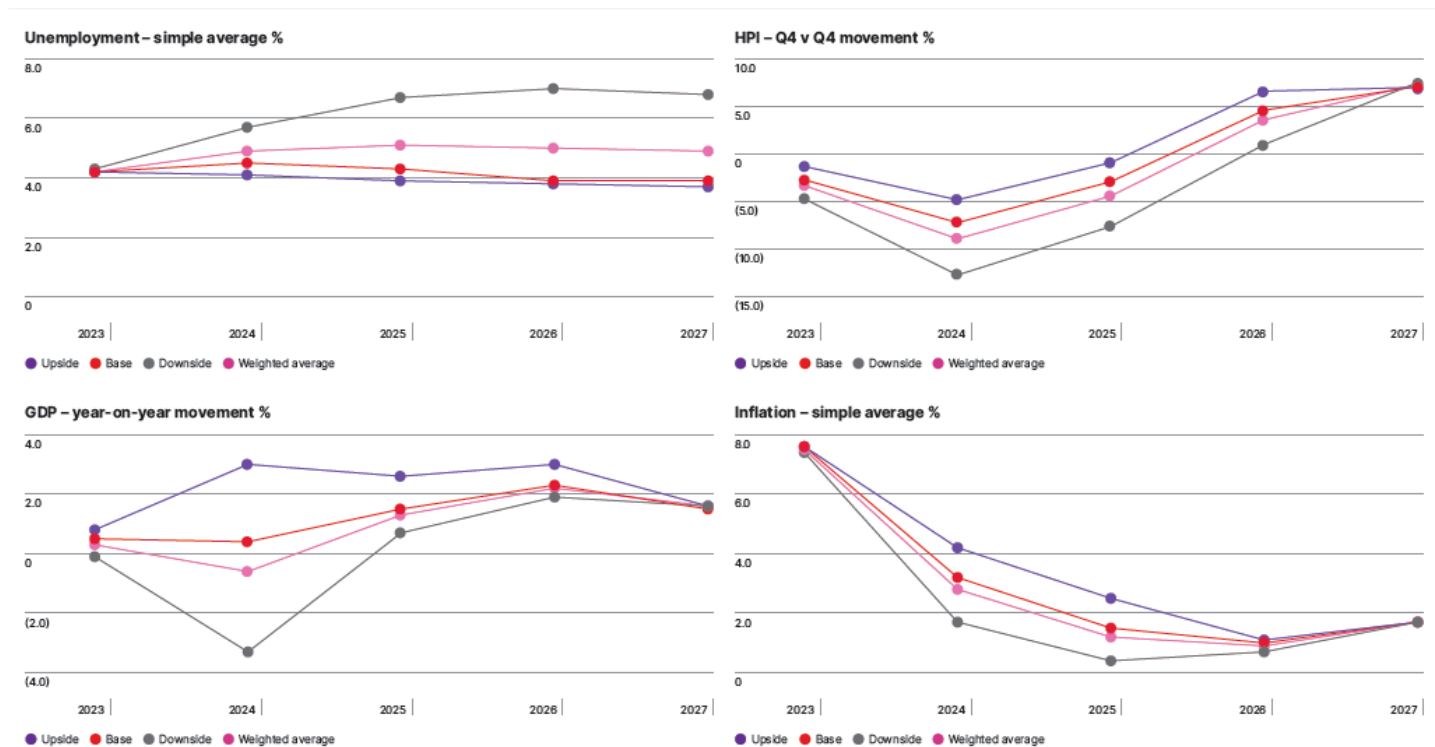 Unemployment – simple average %
8.0
6.0
4.0
2.0
0
2023 2024 2025 2026 2027
Upside Base Downside Weighted average
HPI – Q4 v Q4 movement %
10.0
5.0
0
(5.0)
(10.0)
(15.0)
2023 2024 2025 2026 2027
Upside Base Downside Weighted average
GDP – year-on-year movement %
4.0
2.0
0
(2.0)
(4.0)
2023 2024 2025 2026 2027
Upside Base Downside Weighted average
Inflation – simple average %
8.0
6.0
4.0
2.0
0
2023 2024 2025 2026 2027
Upside Base Downside Weighted average